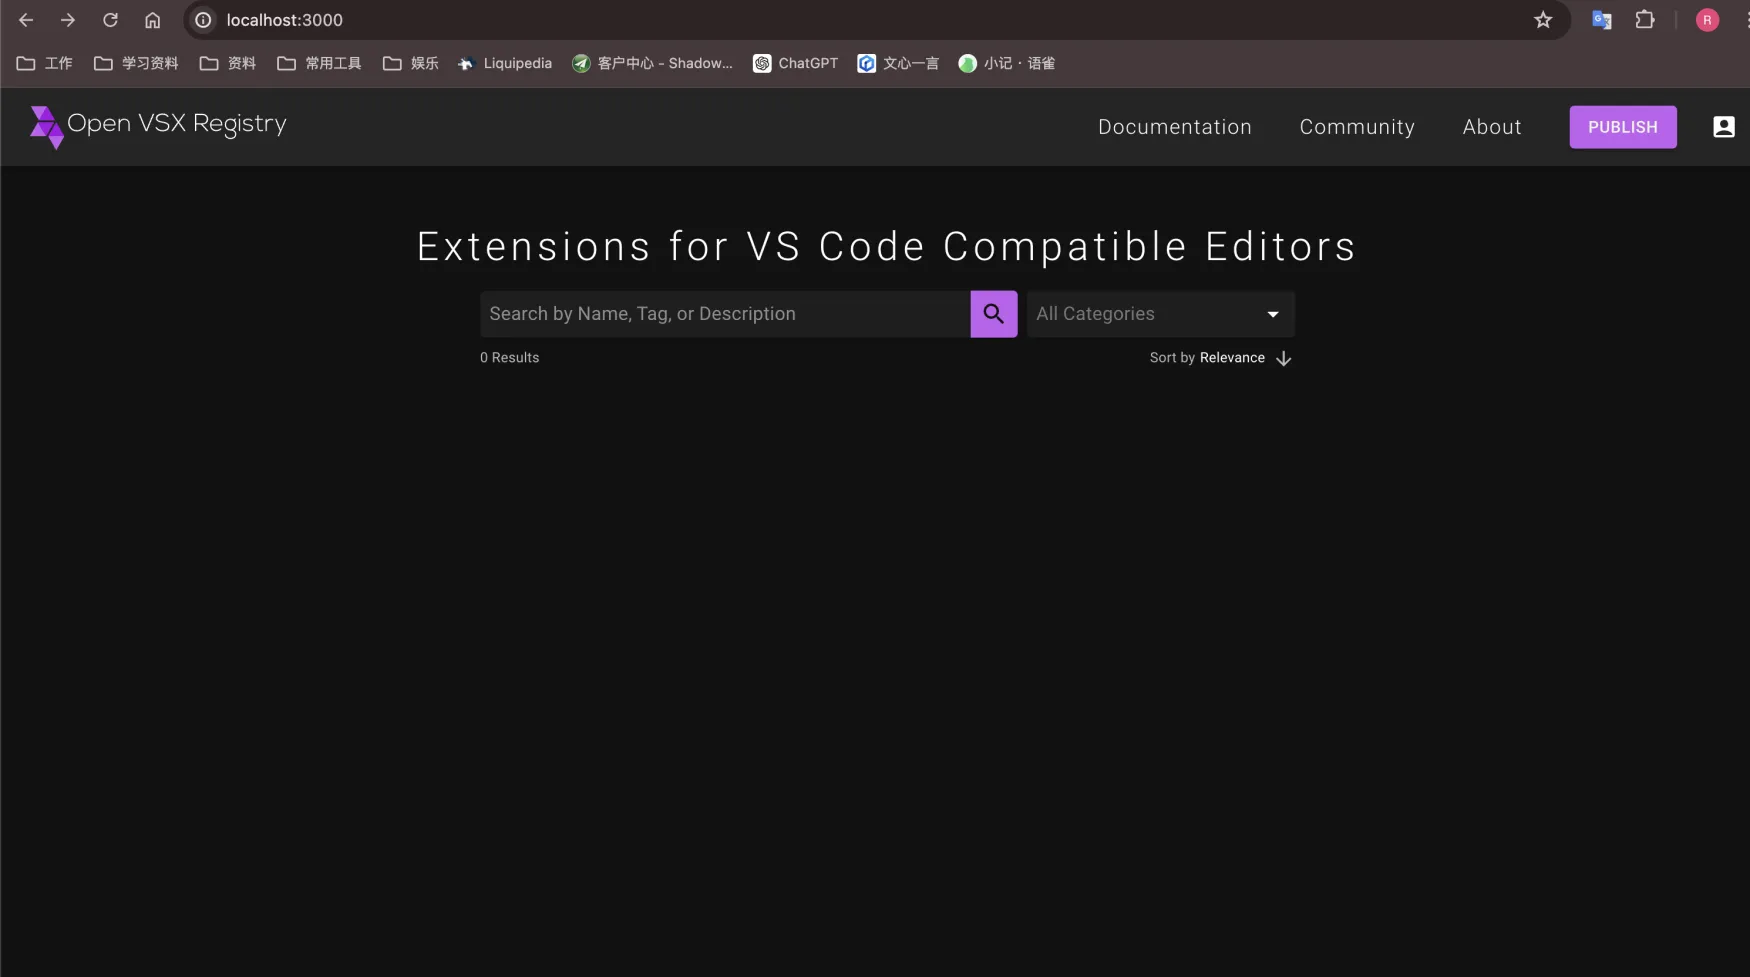 localhost:3000
R
工作 学习资料 资料 常用工具 娱乐 Liquipedia 客户中心 - Shadow... ChatGPT 文心一言 小记 · 语雀
Open VSX Registry Documentation Community About PUBLISH
Extensions for VS Code Compatible Editors
Search by Name, Tag, or Description All Categories
0 Results Sort by Relevance